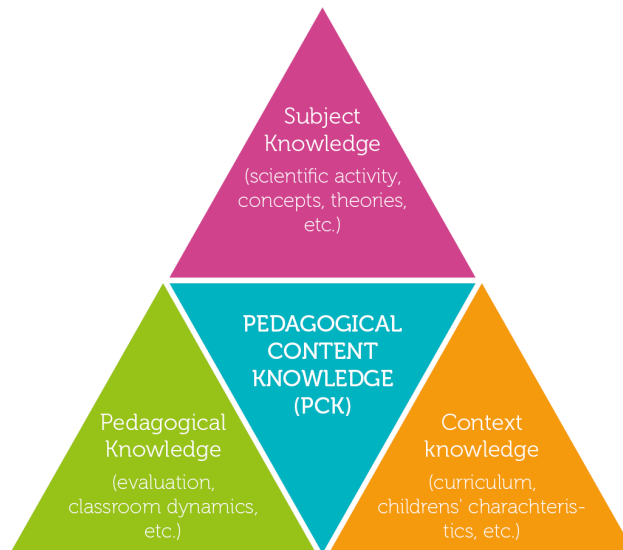 Subject
Knowledge
(scientific activity,
concepts, theories,
etc.)
PEDAGOGICAL
CONTENT
KNOWLEDGE
(PCK)
Pedagogical
Knowledge
(evaluation,
classroom dynamics,
etc.)
Context
knowledge
(curriculum,
childrens' charachteris-
tics, etc.)